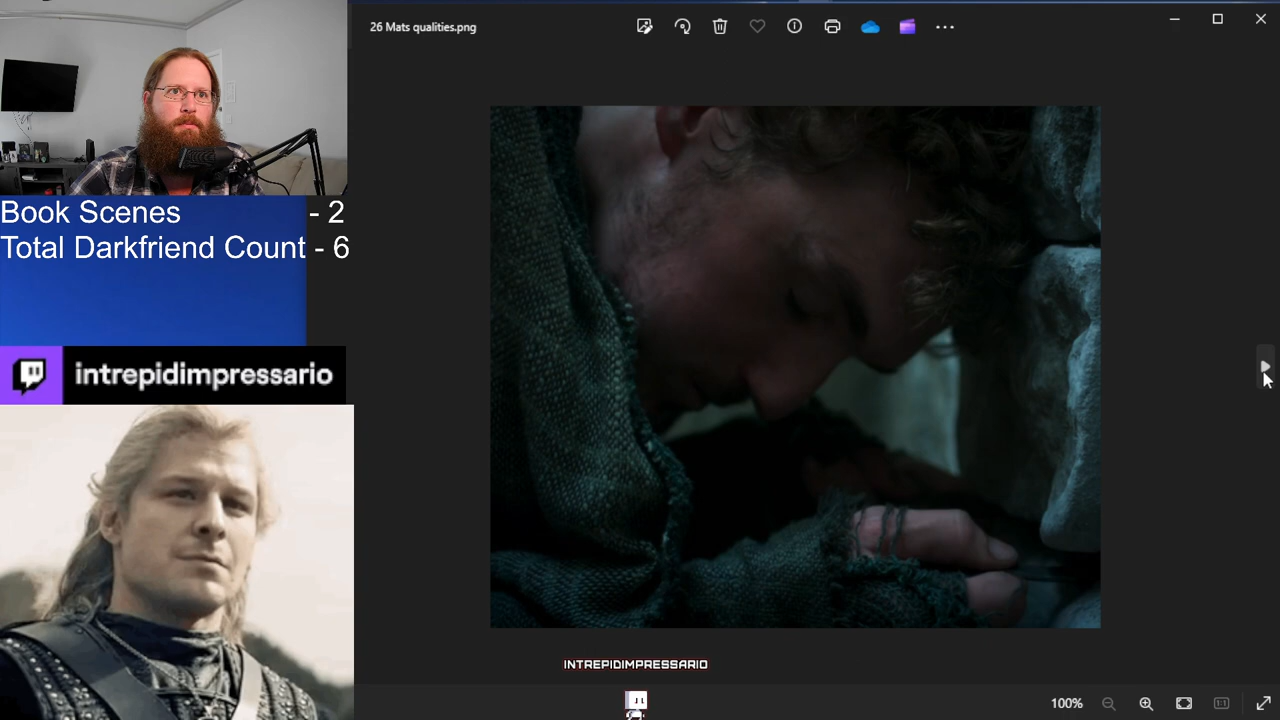 26 Mats qualities.png
Book Scenes - 2
Total Darkfriend Count - 6
intrepidimpressario
INTREPIDIMPRESSARIO
100%